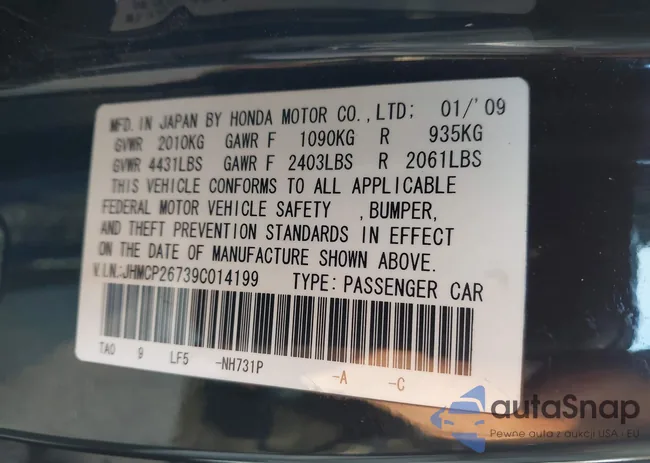 MFD. IN JAPAN BY HONDA MOTOR CO.,LTD; 01/'09
GVWR 2010KG GAWR F 1090KG R 935KG
GVWR 4431LBS GAWR F 2403LBS R 2061LBS
THIS VEHICLE CONFORMS TO ALL APPLICABLE
FEDERAL MOTOR VEHICLE SAFETY ,BUMPER,
AND THEFT PREVENTION STANDARDS IN EFFECT
ON THE DATE OF MANUFACTURE SHOWN ABOVE.
V.I.N.:JHMCP26739C014199 TYPE: PASSENGER CAR
TA0 9 LF5 -NH731P -A -C
autaSnap
Pewne auta z aukcji USA - EU